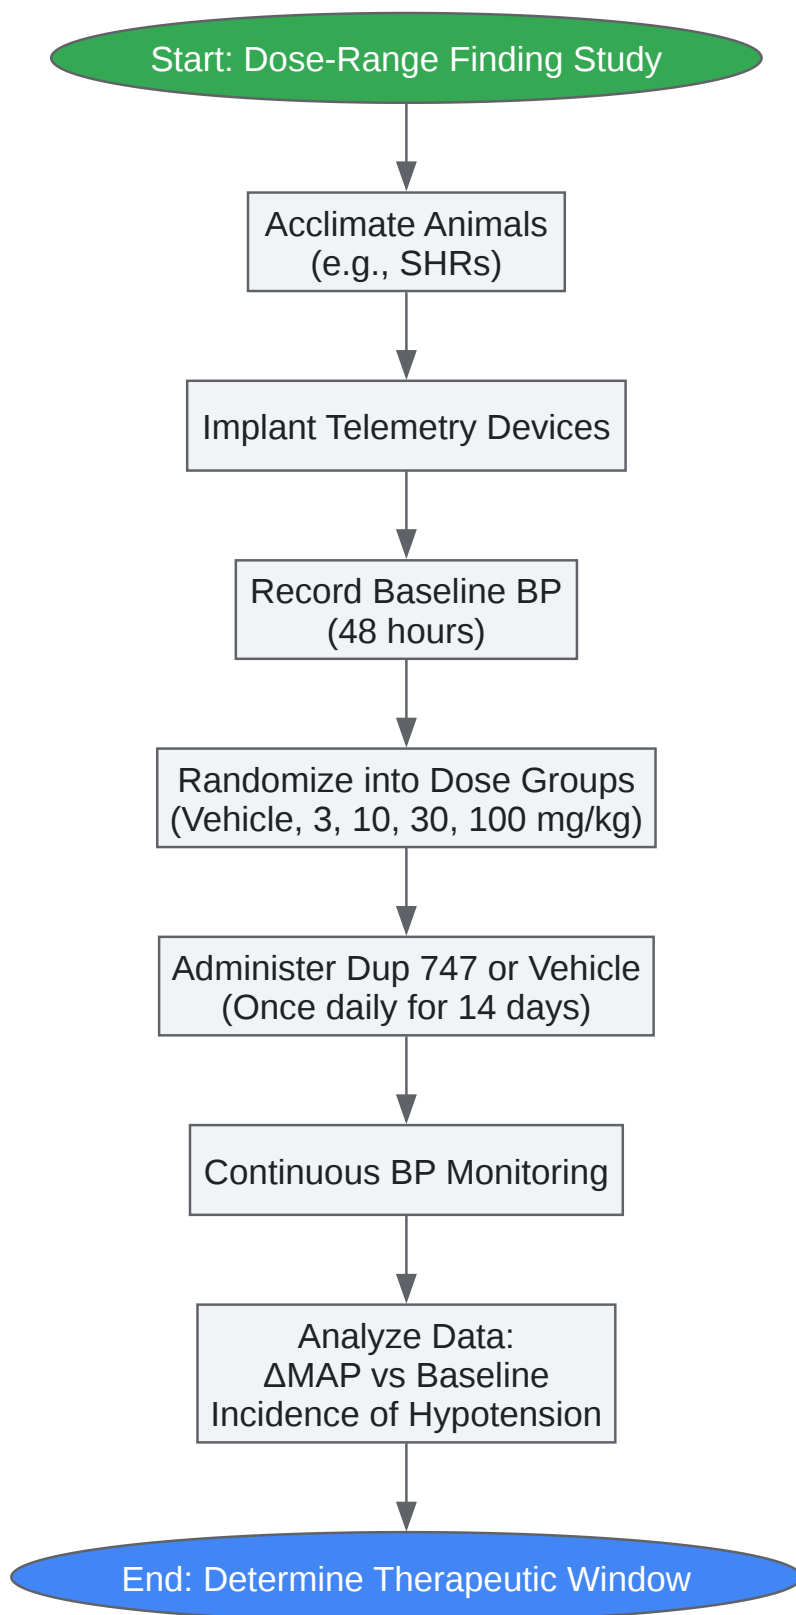 Start: Dose-Range Finding Study
Acclimate Animals
(e.g., SHRs)
Implant Telemetry Devices
Record Baseline BP
(48 hours)
Randomize into Dose Groups
(Vehicle, 3, 10, 30, 100 mg/kg)
Administer Dup 747 or Vehicle
(Once daily for 14 days)
Continuous BP Monitoring
Analyze Data:
ΔMAP vs Baseline
Incidence of Hypotension
End: Determine Therapeutic Window